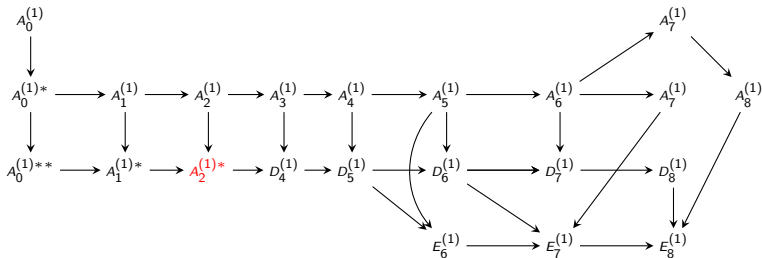 A_0^{(1)} A_7^{(1)}
A_0^{(1)*} A_1^{(1)} A_2^{(1)} A_3^{(1)} A_4^{(1)} A_5^{(1)} A_6^{(1)} A_7^{(1)} A_8^{(1)}
A_0^{(1)**} A_1^{(1)*} A_2^{(1)*} D_4^{(1)} D_5^{(1)} D_6^{(1)} D_7^{(1)} D_8^{(1)}
E_6^{(1)} E_7^{(1)} E_8^{(1)}